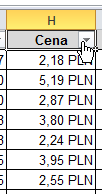 H
Cena
2,18 PLN
5,19 PLN
2,87 PLN
3,80 PLN
2,24 PLN
3,95 PLN
2,55 PLN